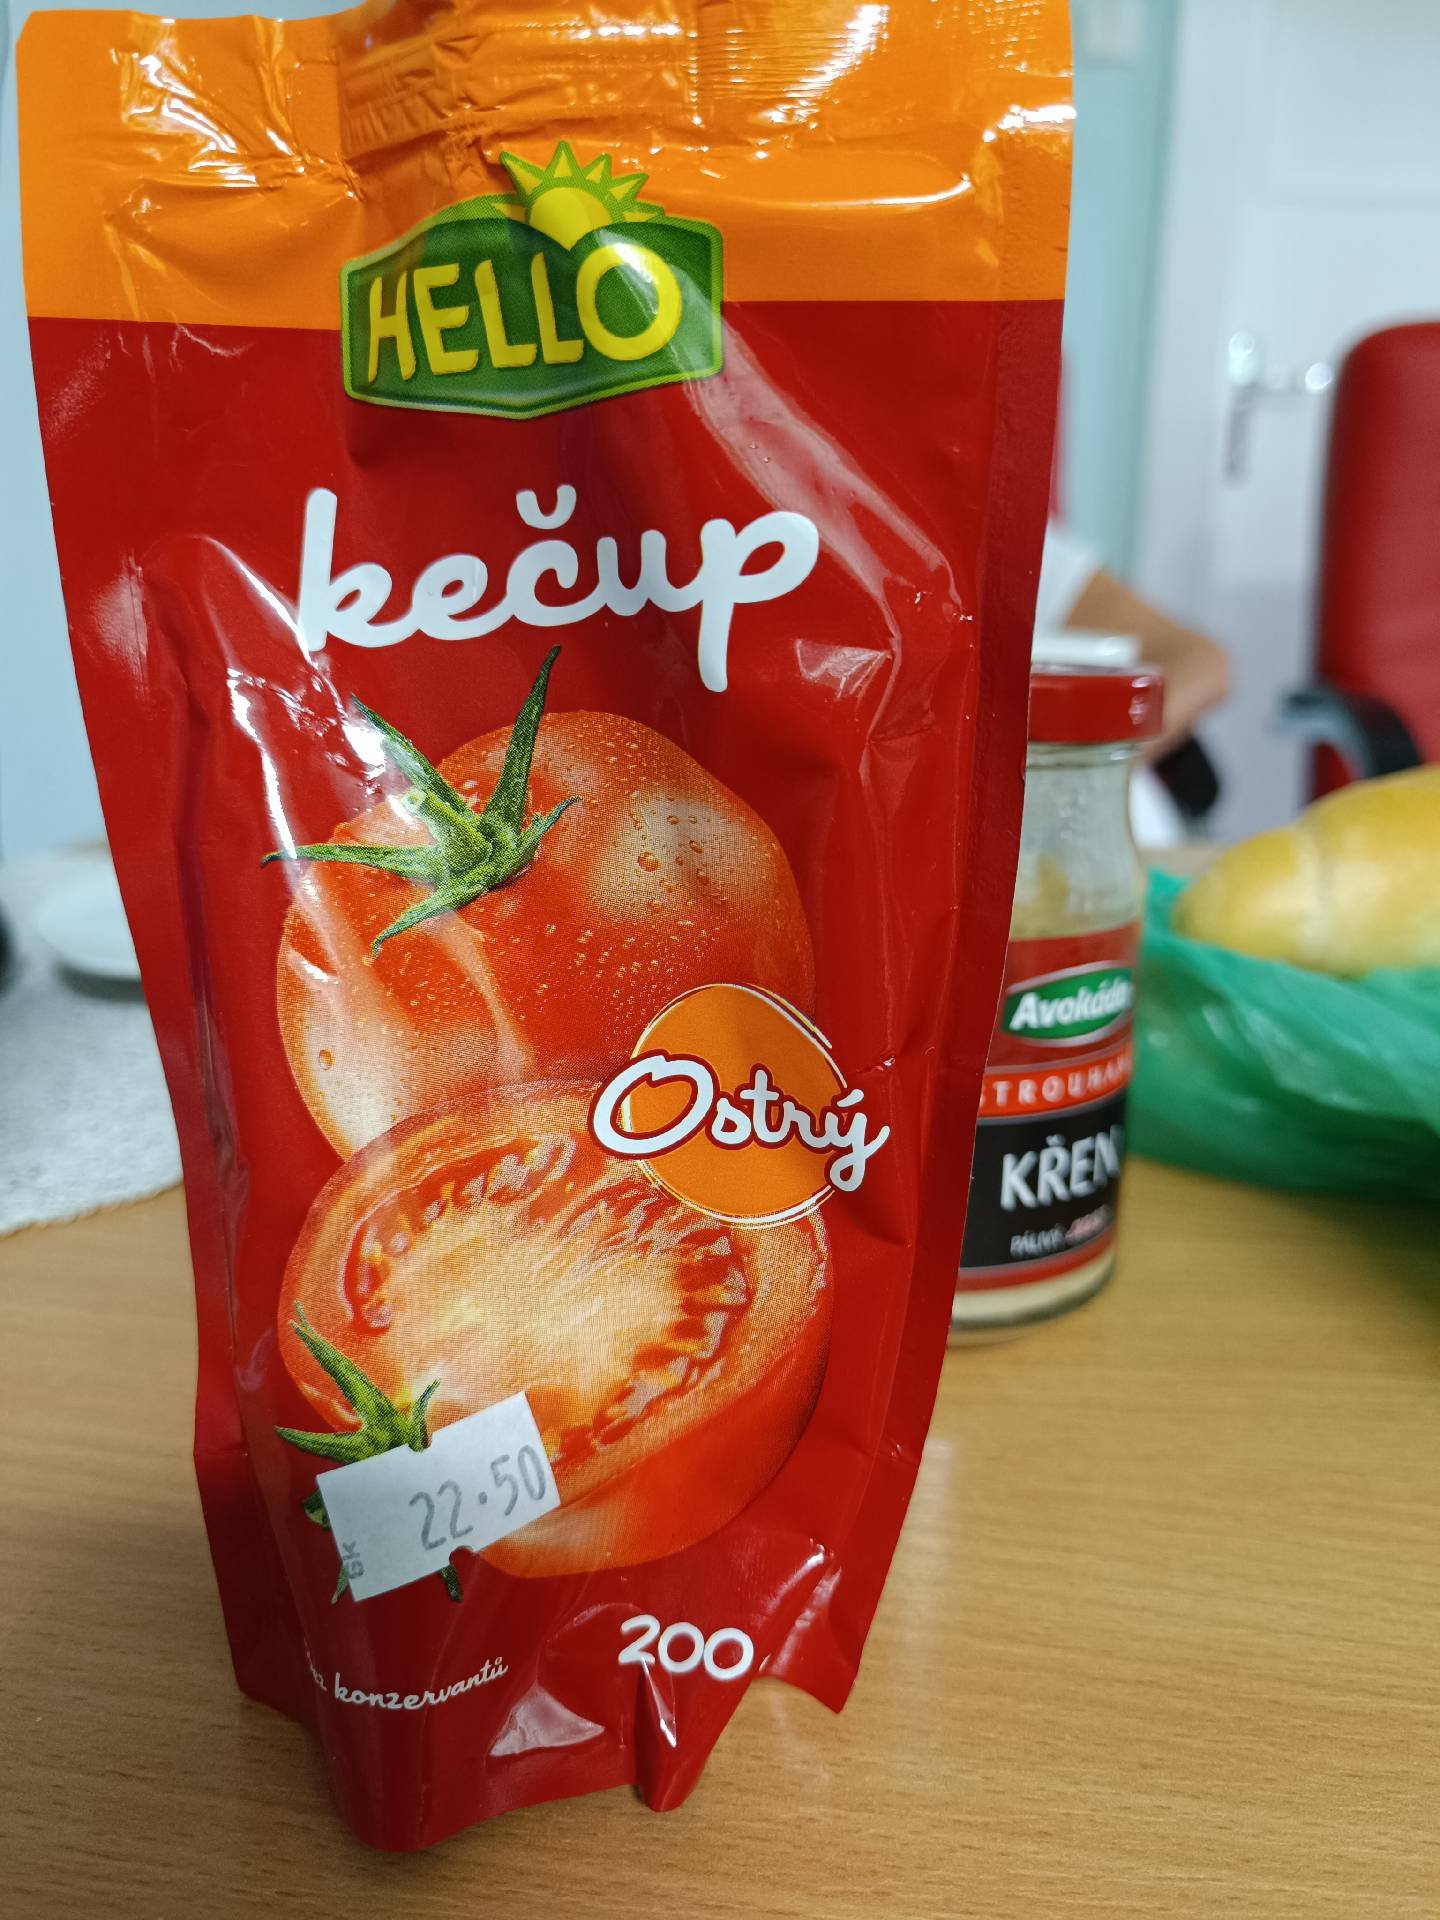 HELLO
kečup
Ostrý
22.50
200
konzervantů
Avokádo
KŘEN